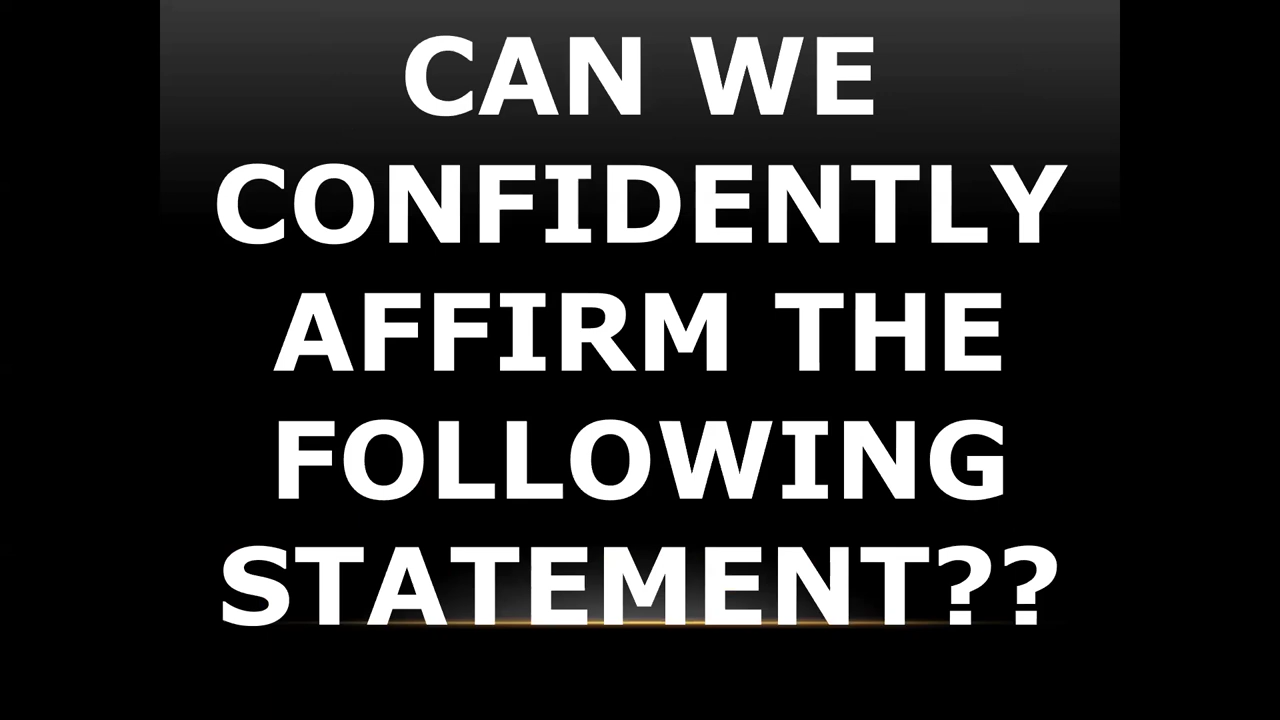 CAN WE
CONFIDENTLY
AFFIRM THE
FOLLOWING
STATEMENT??